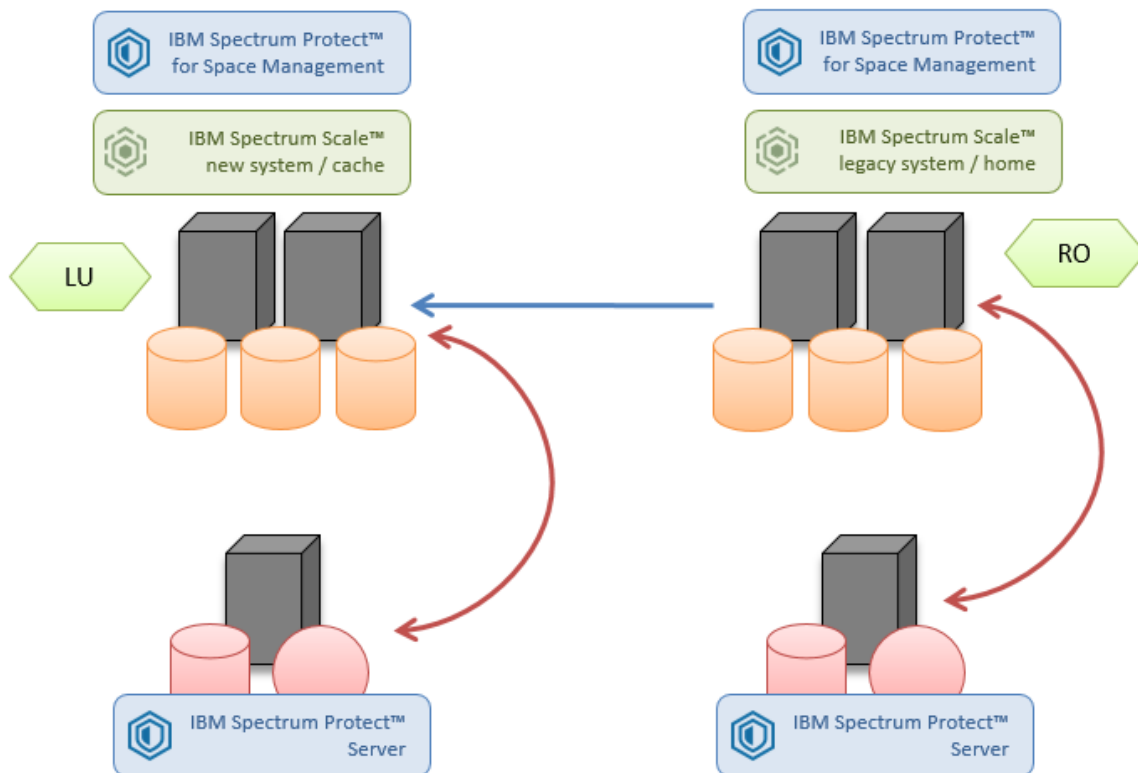 IBM Spectrum Protect™
for Space Management
IBM Spectrum Protect™
for Space Management
IBM Spectrum Scale™
new system / cache
IBM Spectrum Scale™
legacy system / home
LU
RO
IBM Spectrum Protect™
Server
IBM Spectrum Protect™
Server